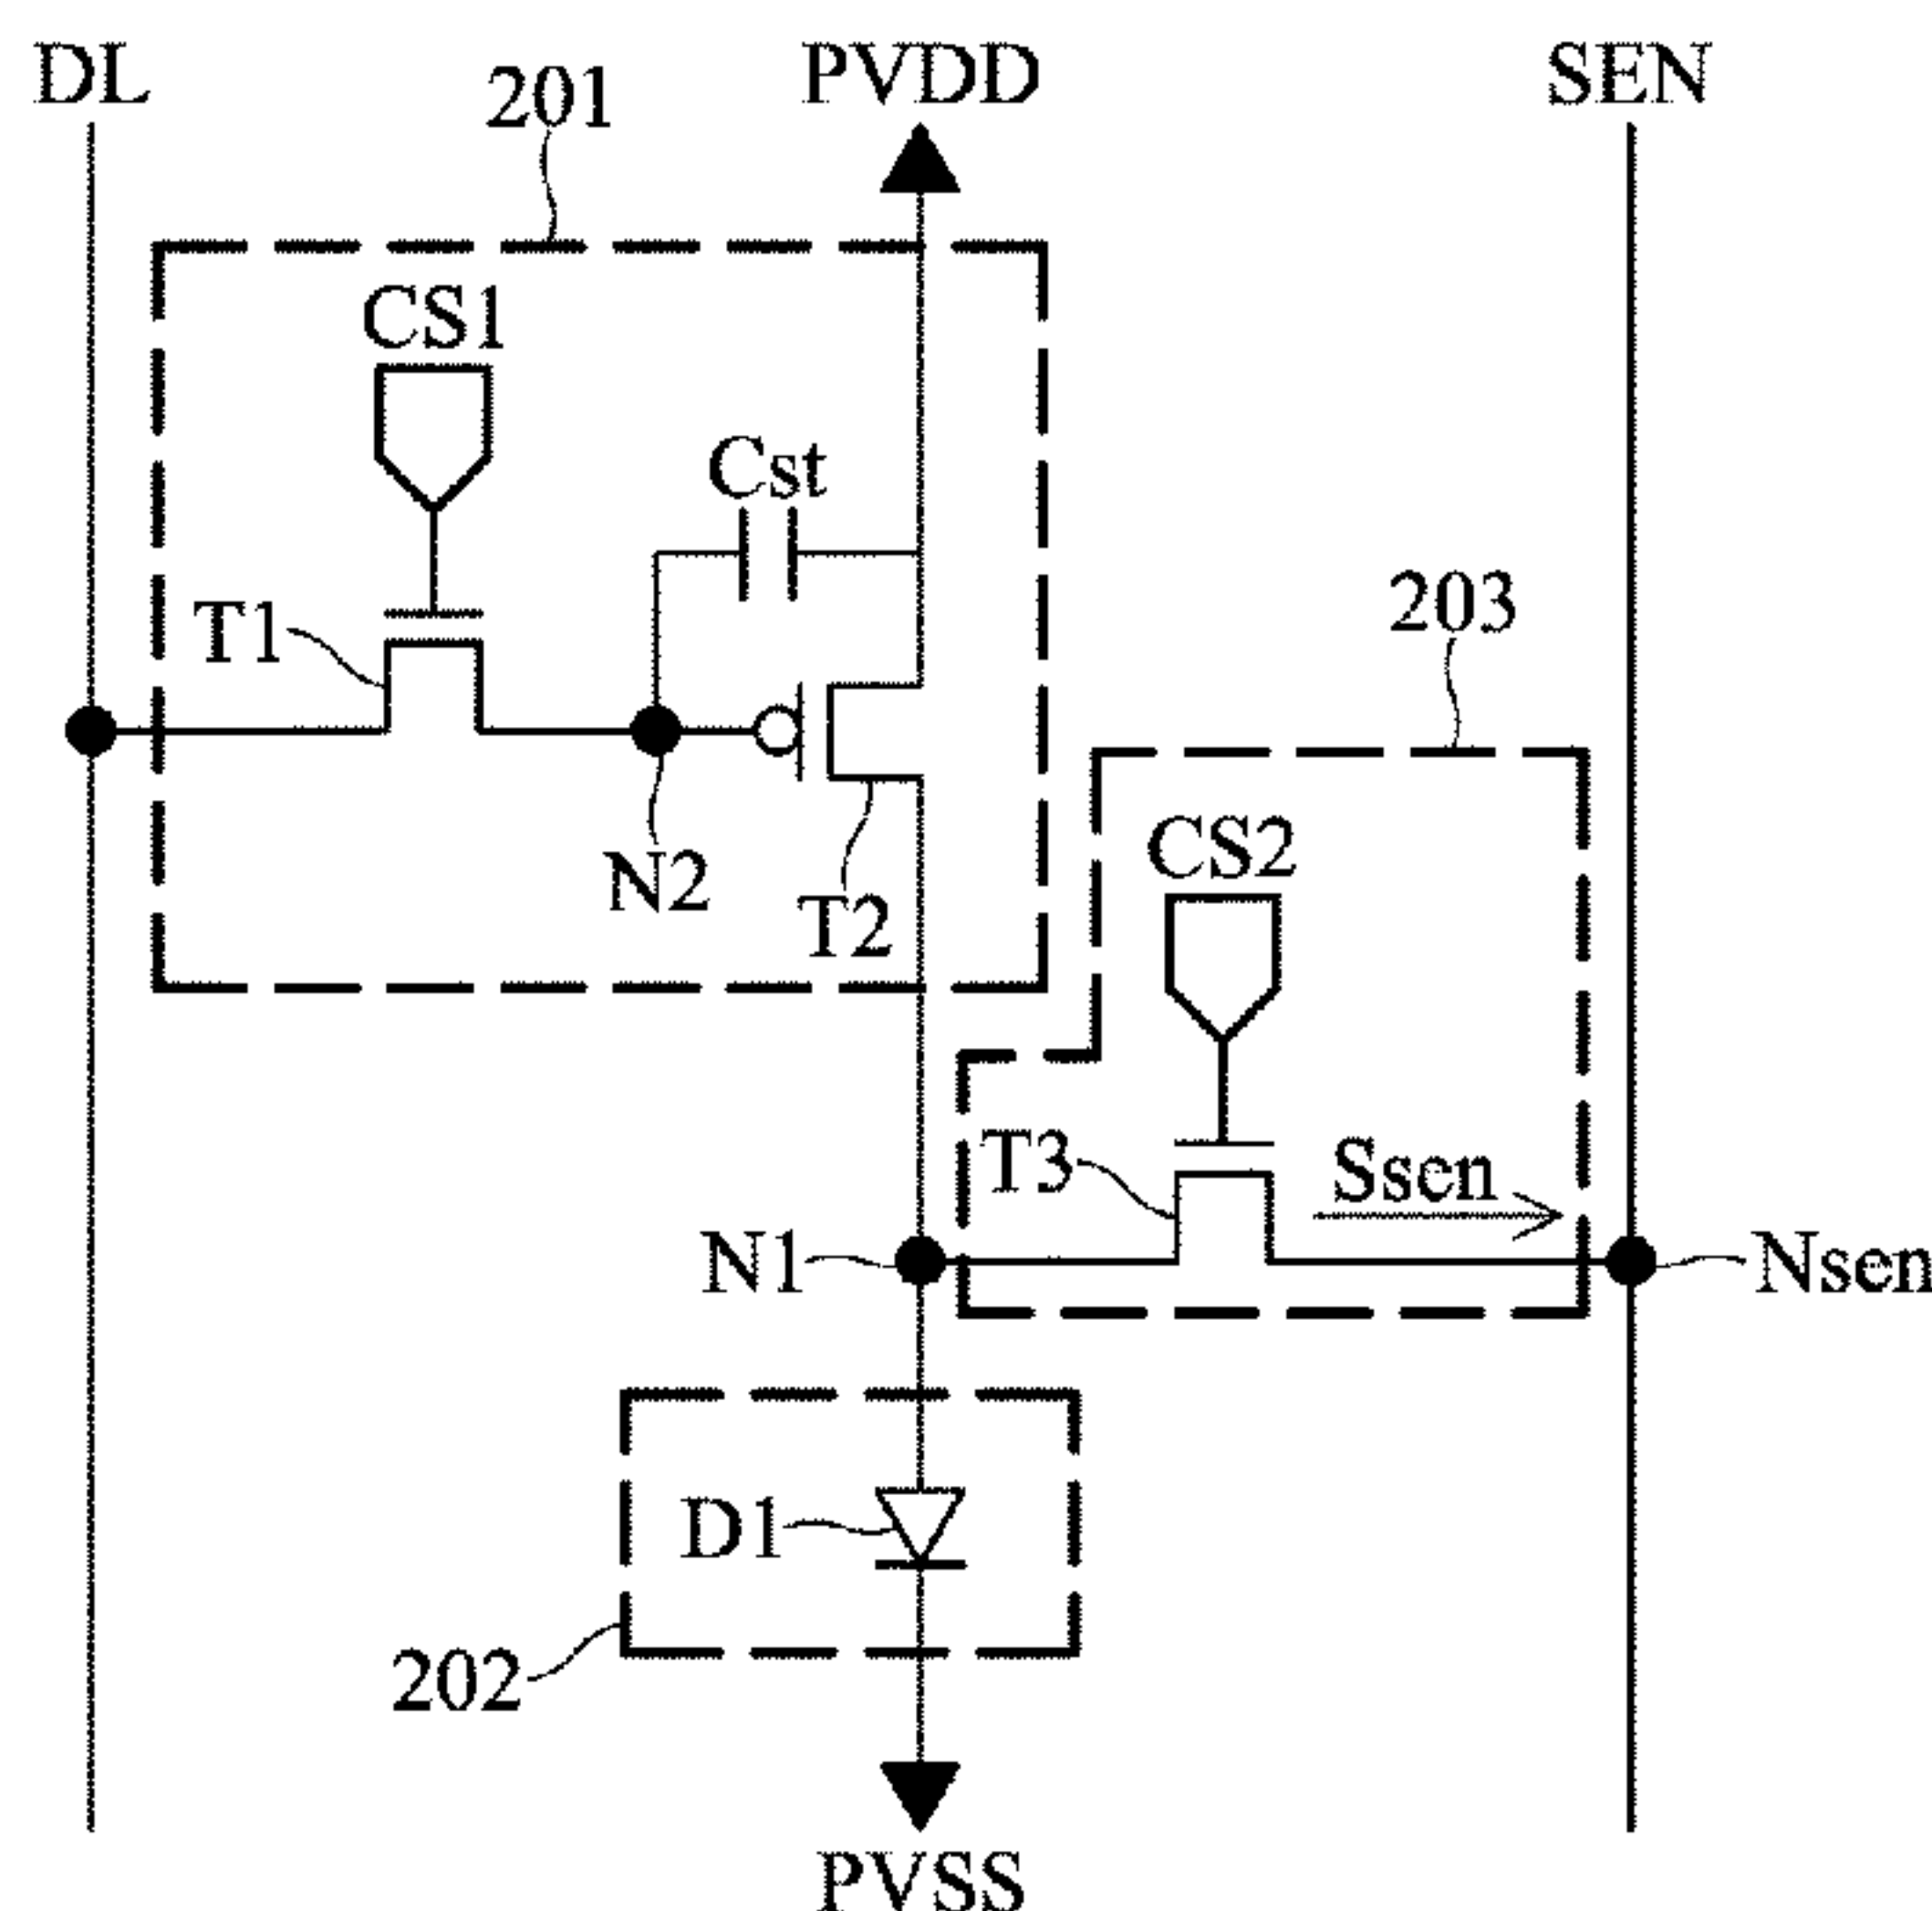 DL
201
PVDD
SEN
CS1
Cst
T1
203
N2
CS2
T2
T3
Ssen
N1
Nsen
D1
202
PVSS